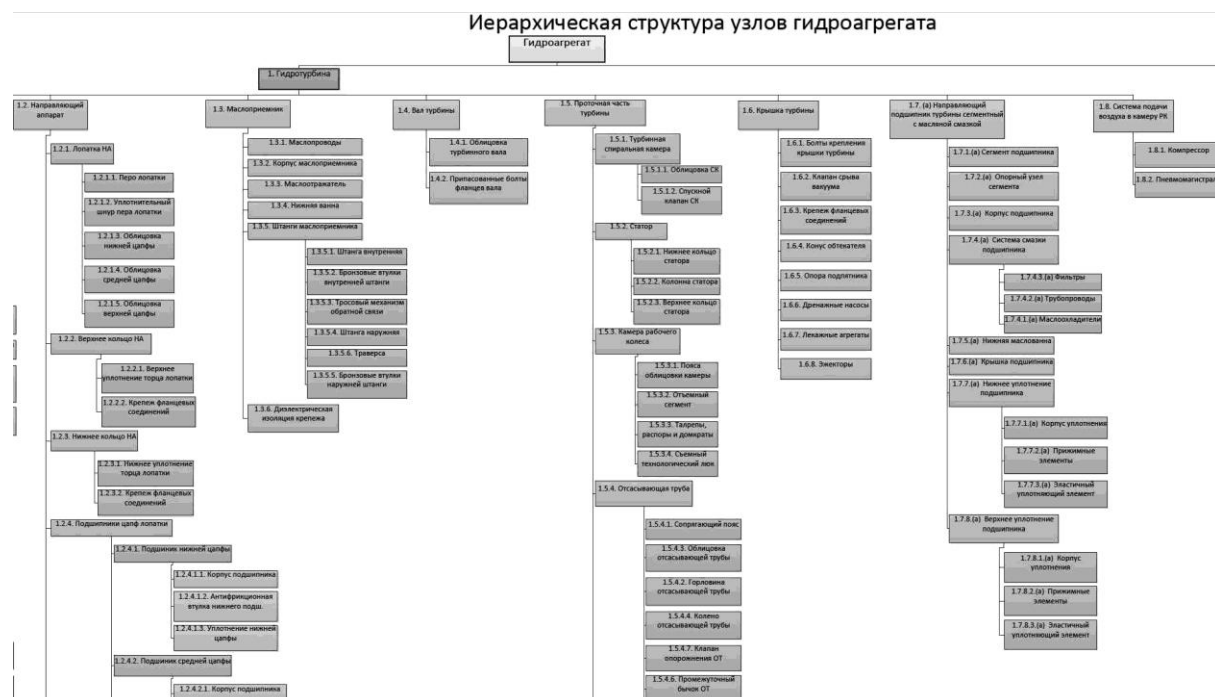 Иерархическая структура узлов гидроагрегата
Гидроагрегат
1. Гидротурбина
1.2. Направляющий
аппарат
1.2.1. Лопатка НА
1.2.1.1. Перо лопатки
1.2.1.2. Уплотнительный
шнур пера лопатки
1.2.1.3. Облицовка
нижней цапфы
1.2.1.4. Облицовка
средней цапфы
1.2.1.5. Облицовка
верхней цапфы
1.2.2. Верхнее кольцо НА
1.2.2.1. Верхнее
уплотнение торца лопатки
1.2.2.2. Крепеж фланцевых
соединений
1.2.3. Нижнее кольцо НА
1.2.3.1. Нижнее уплотнение
торца лопатки
1.2.3.2. Крепеж фланцевых
соединений
1.2.4. Подшипники цапф лопатки
1.2.4.1. Подшиник нижней цапфы
1.2.4.1.1. Корпус подшипника
1.2.4.1.2. Антифрикционная
втулка нижнего подш.
1.2.4.1.3. Уплотнение нижней
цапфы
1.2.4.2. Подшиник средней цапфы
1.2.4.2.1. Корпус подшипника
1.3. Маслоприемник
1.3.1. Маслопроводы
1.3.2. Корпус маслоприемника
1.3.3. Маслоотражатель
1.3.4. Нижняя ванна
1.3.5. Штанги маслоприемника
1.3.5.1. Штанга внутренняя
1.3.5.2. Бронзовые втулки
внутренней штанги
1.3.5.3. Тросовый механизм
обратной связи
1.3.5.4. Штанга наружняя
1.3.5.6. Траверса
1.3.5.5. Бронзовые втулки
наружней штанги
1.3.6. Диэлектрическая
изоляция крепежа
1.4. Вал турбины
1.4.1. Облицовка
турбинного вала
1.4.2. Припасованные болты
фланцев вала
1.5. Проточная часть
турбины
1.5.1. Турбинная
спиральная камера
1.5.1.1. Облицовка СК
1.5.1.2. Спускной
клапан СК
1.5.2. Статор
1.5.2.1. Нижнее кольцо
статора
1.5.2.2. Колонна статора
1.5.2.3. Верхнее кольцо
статора
1.5.3. Камера рабочего
колеса
1.5.3.1. Пояса
облицовки камеры
1.5.3.2. Отъемный
сегмент
1.5.3.3. Талрепы,
распоры и домкраты
1.5.3.4. Съемный
технологический люк
1.5.4. Отсасывающая труба
1.5.4.1. Сопрягающий пояс
1.5.4.3. Облицовка
отсасывающей трубы
1.5.4.2. Горловина
отсасывающей трубы
1.5.4.4. Колено
отсасывающей трубы
1.5.4.7. Клапан
опорожнения ОТ
1.5.4.6. Промежуточный
бычок ОТ
1.6. Крышка турбины
1.6.1. Болты крепления
крышки турбины
1.6.2. Клапан срыва
вакуума
1.6.3. Крепеж фланцевых
соединений
1.6.4. Конус обтекателя
1.6.5. Опора подпятника
1.6.6. Дренажные насосы
1.6.7. Лекажные агрегаты
1.6.8. Эжекторы
1.7. (а) Направляющий
подшипник турбины сегментный
с масляной смазкой
1.7.1.(а) Сегмент подшипника
1.7.2.(а) Опорный узел
сегмента
1.7.3.(а) Корпус подшипника
1.7.4.(а) Система смазки
подшипника
1.7.4.3.(а) Фильтры
1.7.4.2.(а) Трубопроводы
1.7.4.1.(а) Маслоохладители
1.7.5.(а) Нижняя маслованна
1.7.6.(а) Крышка подшипника
1.7.7.(а) Нижнее уплотнение
подшипника
1.7.7.1.(а) Корпус уплотнения
1.7.7.2.(а) Прижимные
элементы
1.7.7.3.(а) Эластичный
уплотняющий элемент
1.7.8.(а) Верхнее уплотнение
подшипника
1.7.8.1.(а) Корпус
уплотнения
1.7.8.2.(а) Прижимные
элементы
1.7.8.3.(а) Эластичный
уплотняющий элемент
1.8. Система подачи
воздуха в камеру РК
1.8.1. Компрессор
1.8.2. Пневмомагистрал